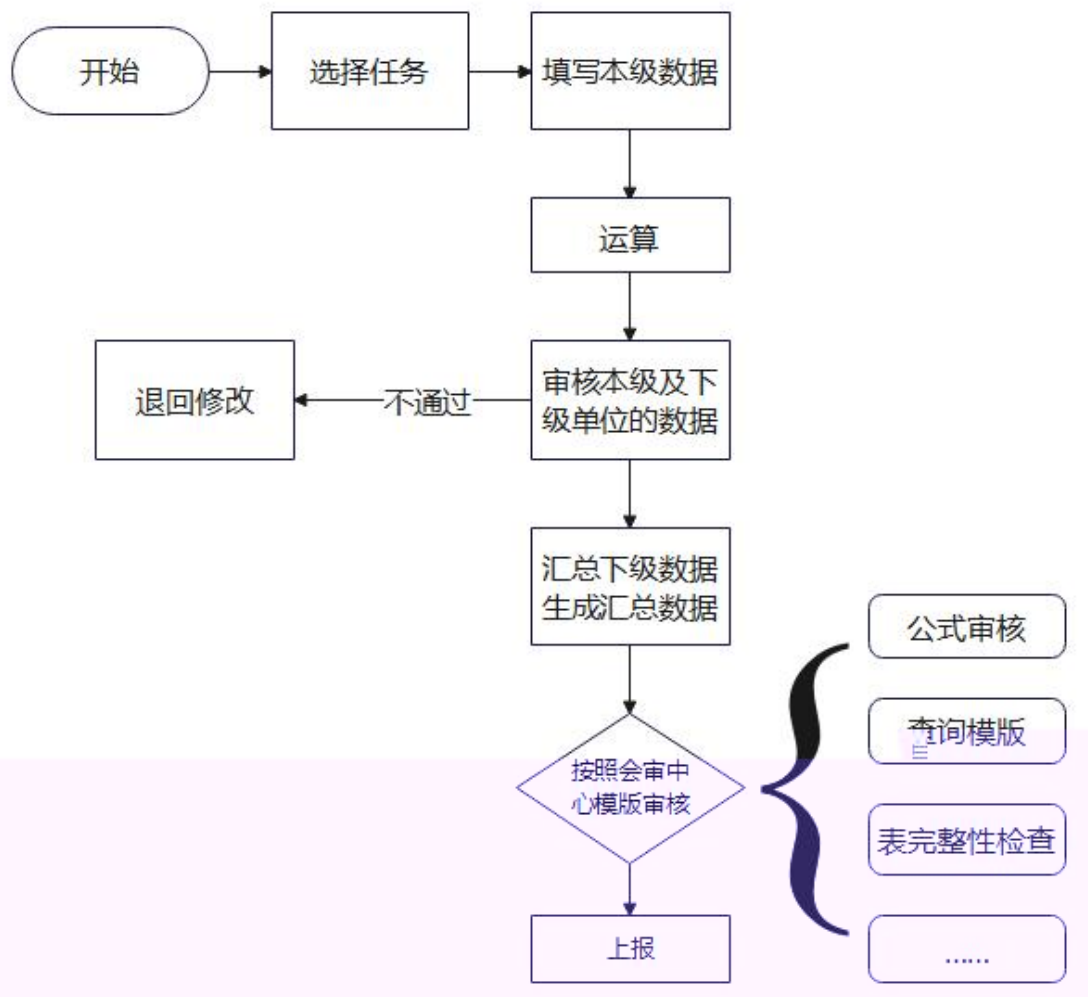 开始
选择任务
填写本级数据
运算
审核本级及下
级单位的数据
不通过
退回修改
汇总下级数据
生成汇总数据
按照会审中
心模版审核
公式审核
查询模版
表完整性检查
……
上报